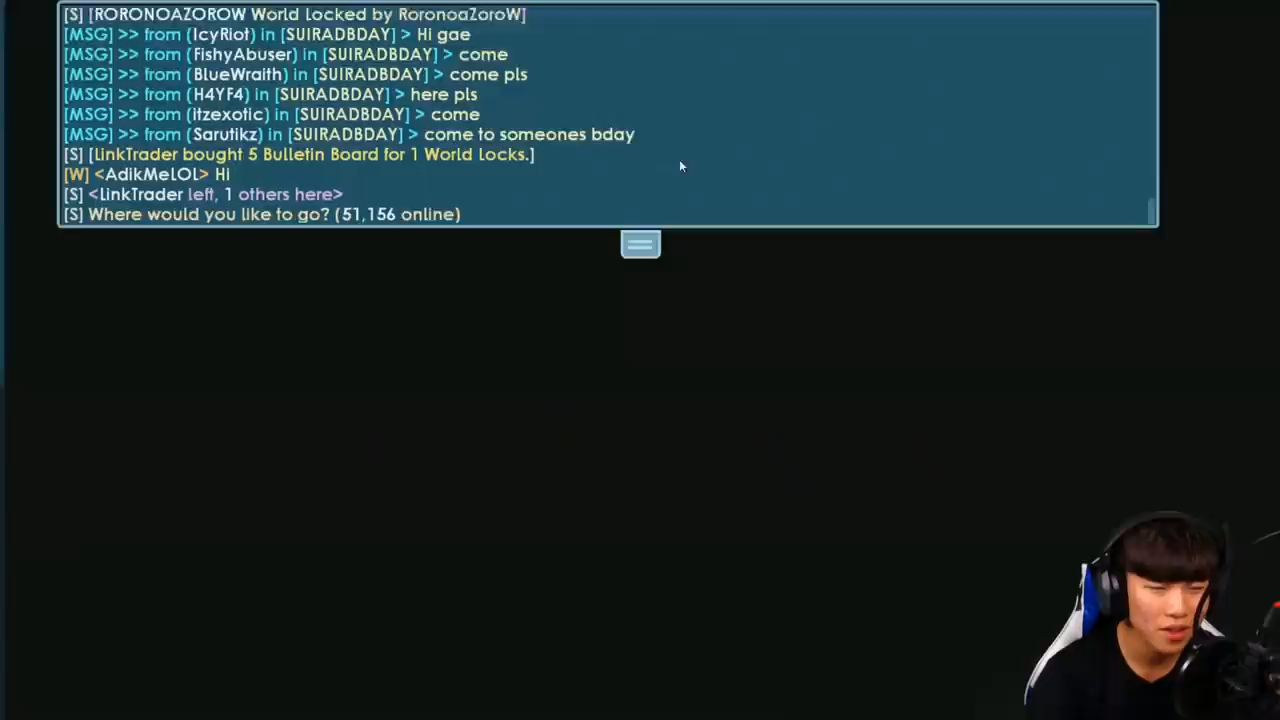 [S] [RORONOAZOROW World Locked by RoronoaZoroW]
[MSG] >> from (IcyRiot) in [SUIRADBDAY] > Hi gae
[MSG] >> from (FishyAbuser) in [SUIRADBDAY] > come
[MSG] >> from (BlueWraith) in [SUIRADBDAY] > come pls
[MSG] >> from (H4YF4) in [SUIRADBDAY] > here pls
[MSG] >> from (itzexotic) in [SUIRADBDAY] > come
[MSG] >> from (Sarutikz) in [SUIRADBDAY] > come to someones bday
[S] [LinkTrader bought 5 Bulletin Board for 1 World Locks.]
[W] <AdikMeLOL> Hi
[S] <LinkTrader left, 1 others here>
[S] Where would you like to go? (51,156 online)